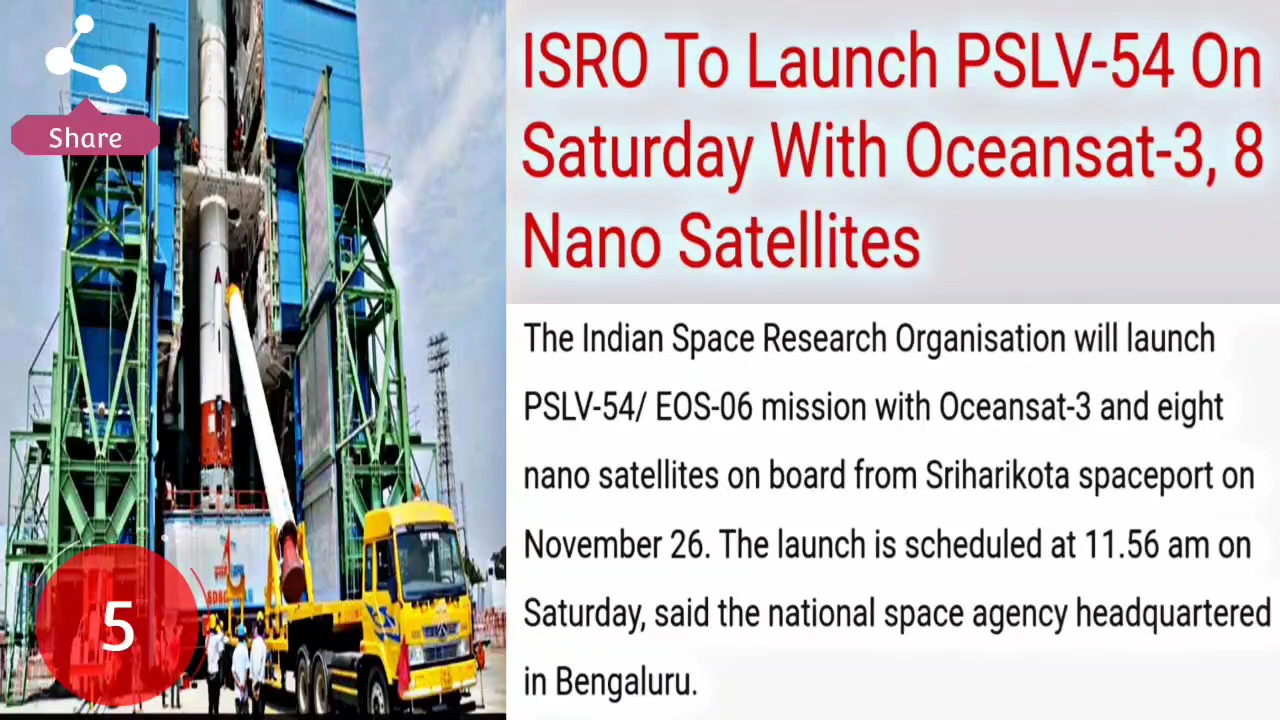 Share
ISRO To Launch PSLV-54 On
Saturday With Oceansat-3, 8
Nano Satellites
The Indian Space Research Organisation will launch
PSLV-54/ EOS-06 mission with Oceansat-3 and eight
nano satellites on board from Sriharikota spaceport on
November 26. The launch is scheduled at 11.56 am on
Saturday, said the national space agency headquartered
in Bengaluru.
5